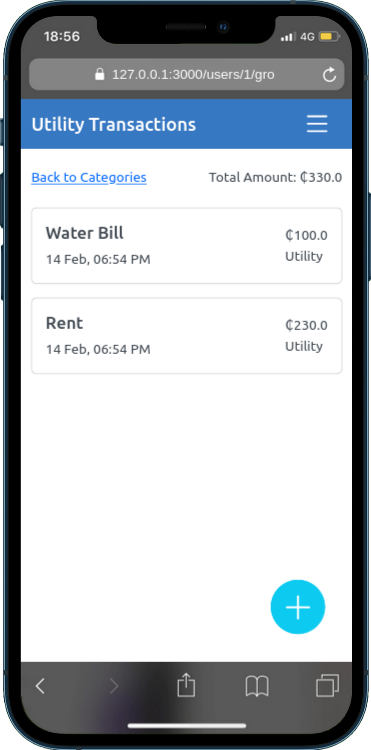 18:56
4G
127.0.0.1:3000/users/1/gro
Utility Transactions
Back to Categories Total Amount: ₵330.0
Water Bill ₵100.0
14 Feb, 06:54 PM Utility
Rent ₵230.0
14 Feb, 06:54 PM Utility